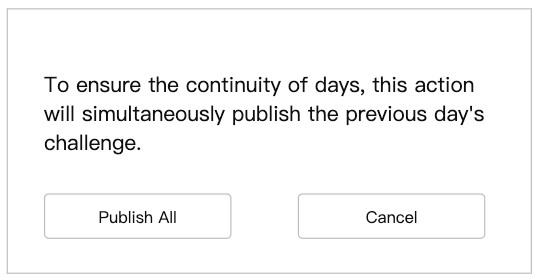 To ensure the continuity of days, this action
will simultaneously publish the previous day's
challenge.
Publish All
Cancel